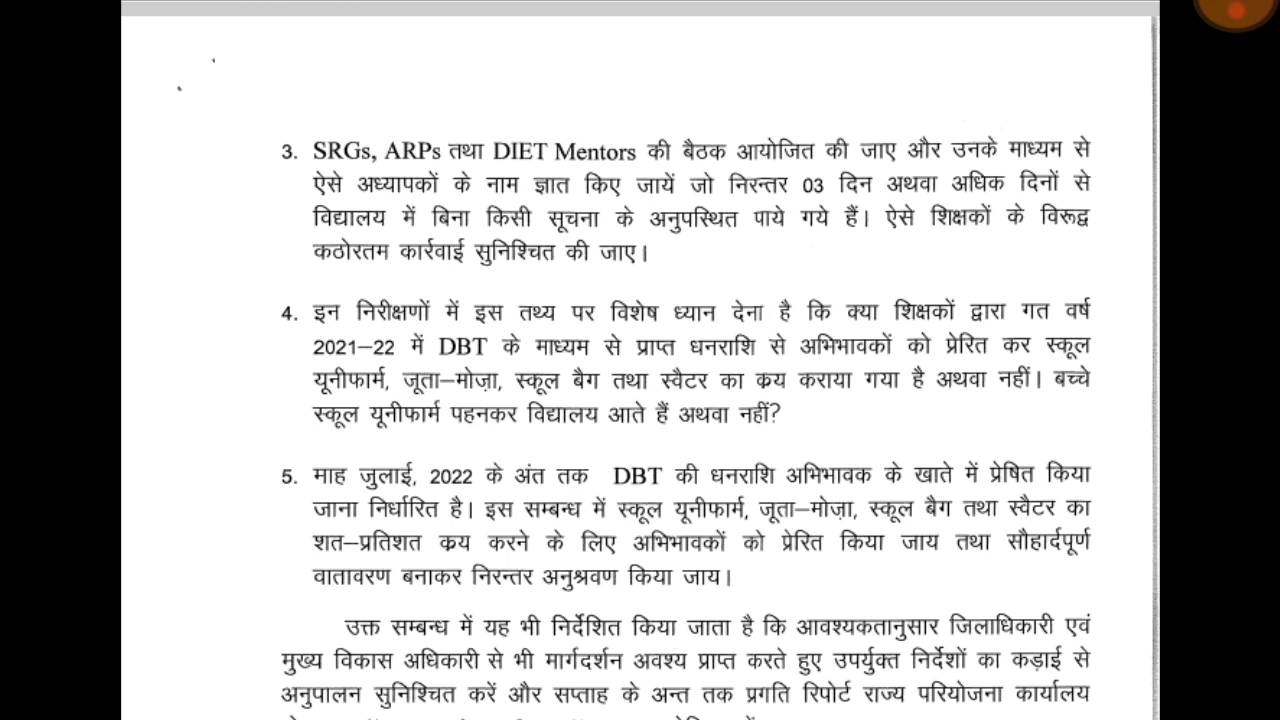 3. SRGs, ARPs तथा DIET Mentors की बैठक आयोजित की जाए और उनके माध्यम से
ऐसे अध्यापकों के नाम ज्ञात किए जायें जो निरन्तर 03 दिन अथवा अधिक दिनों से
विद्यालय में बिना किसी सूचना के अनुपस्थित पाये गये हैं। ऐसे शिक्षकों के विरूद्व
कठोरतम कार्रवाई सुनिश्चित की जाए।
4. इन निरीक्षणों में इस तथ्य पर विशेष ध्यान देना है कि क्या शिक्षकों द्वारा गत वर्ष
2021–22 में DBT के माध्यम से प्राप्त धनराशि से अभिभावकों को प्रेरित कर स्कूल
यूनीफार्म, जूता–मोज़ा, स्कूल बैग तथा स्वैटर का क्रय कराया गया है अथवा नहीं। बच्चे
स्कूल यूनीफार्म पहनकर विद्यालय आते हैं अथवा नहीं?
5. माह जुलाई, 2022 के अंत तक DBT की धनराशि अभिभावक के खाते में प्रेषित किया
जाना निर्धारित है। इस सम्बन्ध में स्कूल यूनीफार्म, जूता–मोज़ा, स्कूल बैग तथा स्वैटर का
शत–प्रतिशत क्रय करने के लिए अभिभावकों को प्रेरित किया जाय तथा सौहार्दपूर्ण
वातावरण बनाकर निरन्तर अनुश्रवण किया जाय।
उक्त सम्बन्ध में यह भी निर्देशित किया जाता है कि आवश्यकतानुसार जिलाधिकारी एवं
मुख्य विकास अधिकारी से भी मार्गदर्शन अवश्य प्राप्त करते हुए उपर्युक्त निर्देशों का कड़ाई से
अनुपालन सुनिश्चित करें और सप्ताह के अन्त तक प्रगति रिपोर्ट राज्य परियोजना कार्यालय